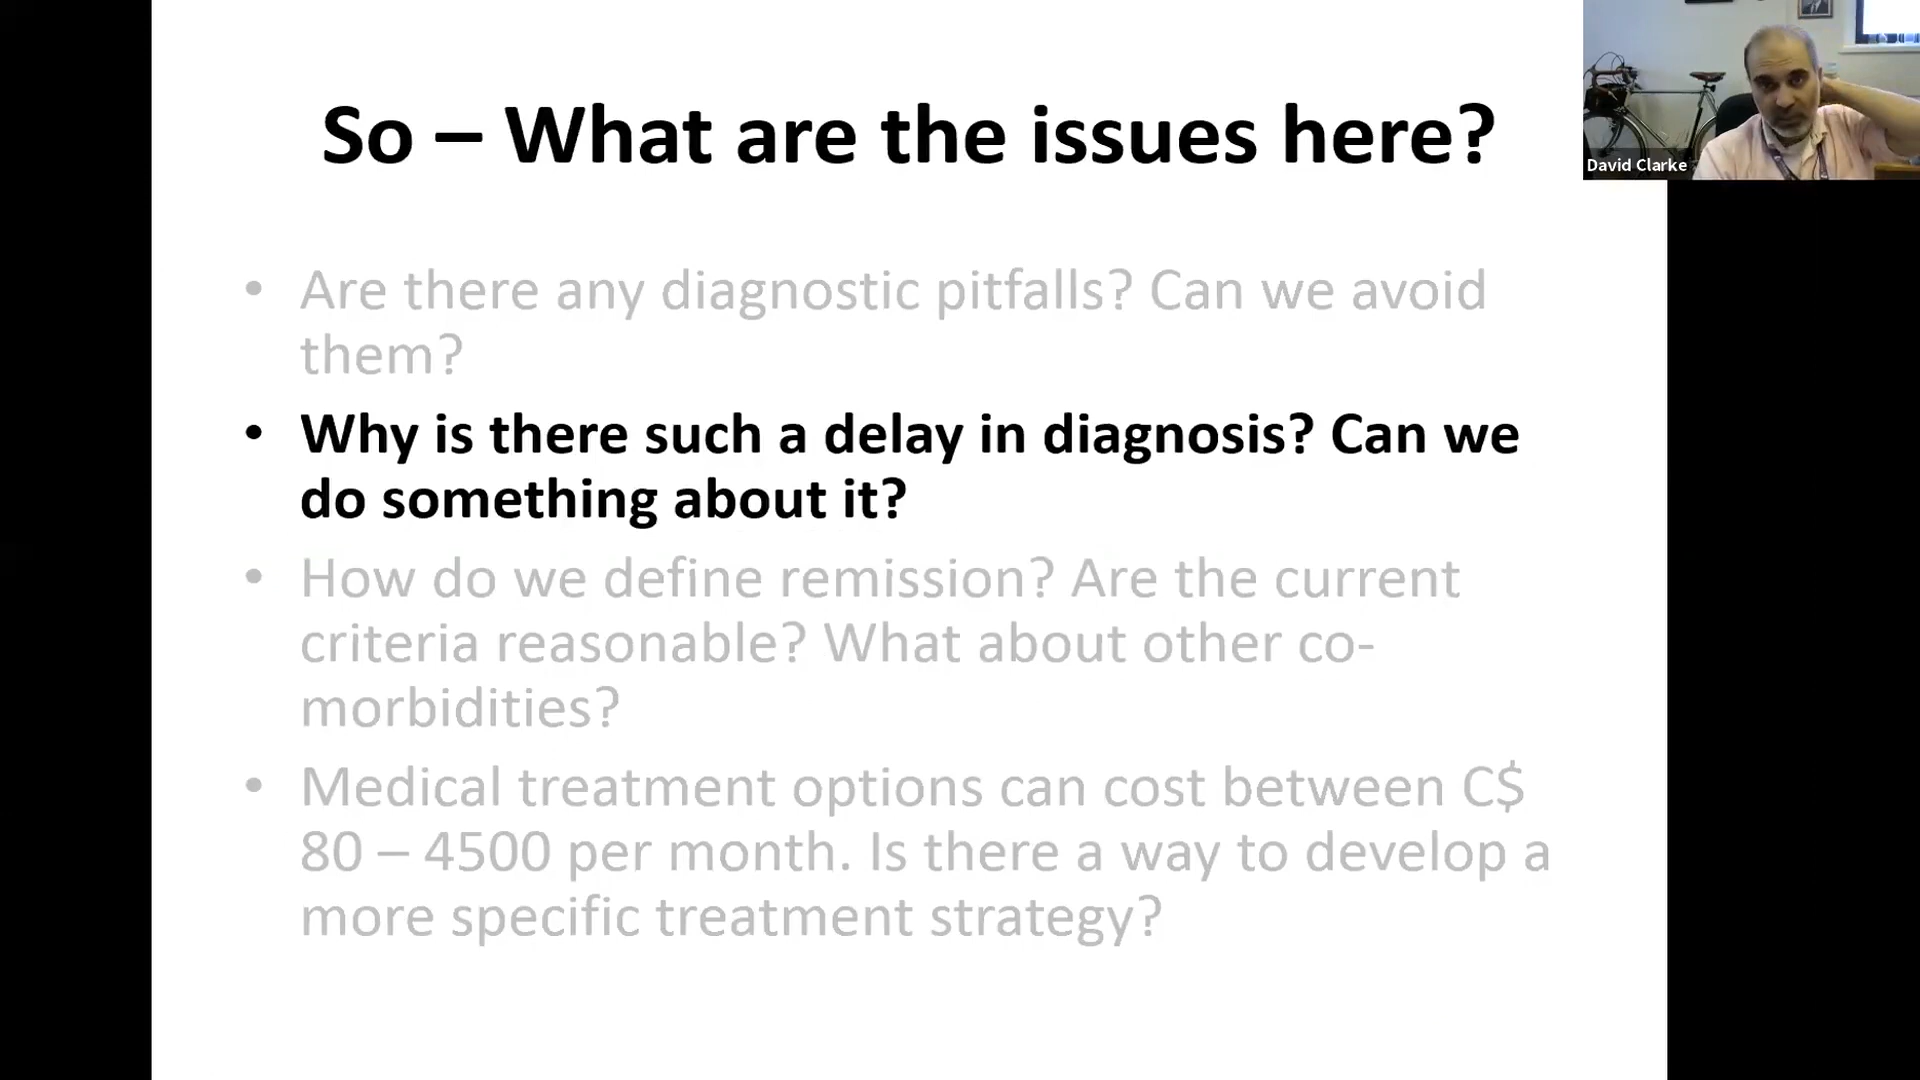 So – What are the issues here?
David Clarke
• Are there any diagnostic pitfalls? Can we avoid
them?
• Why is there such a delay in diagnosis? Can we
do something about it?
• How do we define remission? Are the current
criteria reasonable? What about other co-
morbidities?
• Medical treatment options can cost between C$
80 – 4500 per month. Is there a way to develop a
more specific treatment strategy?